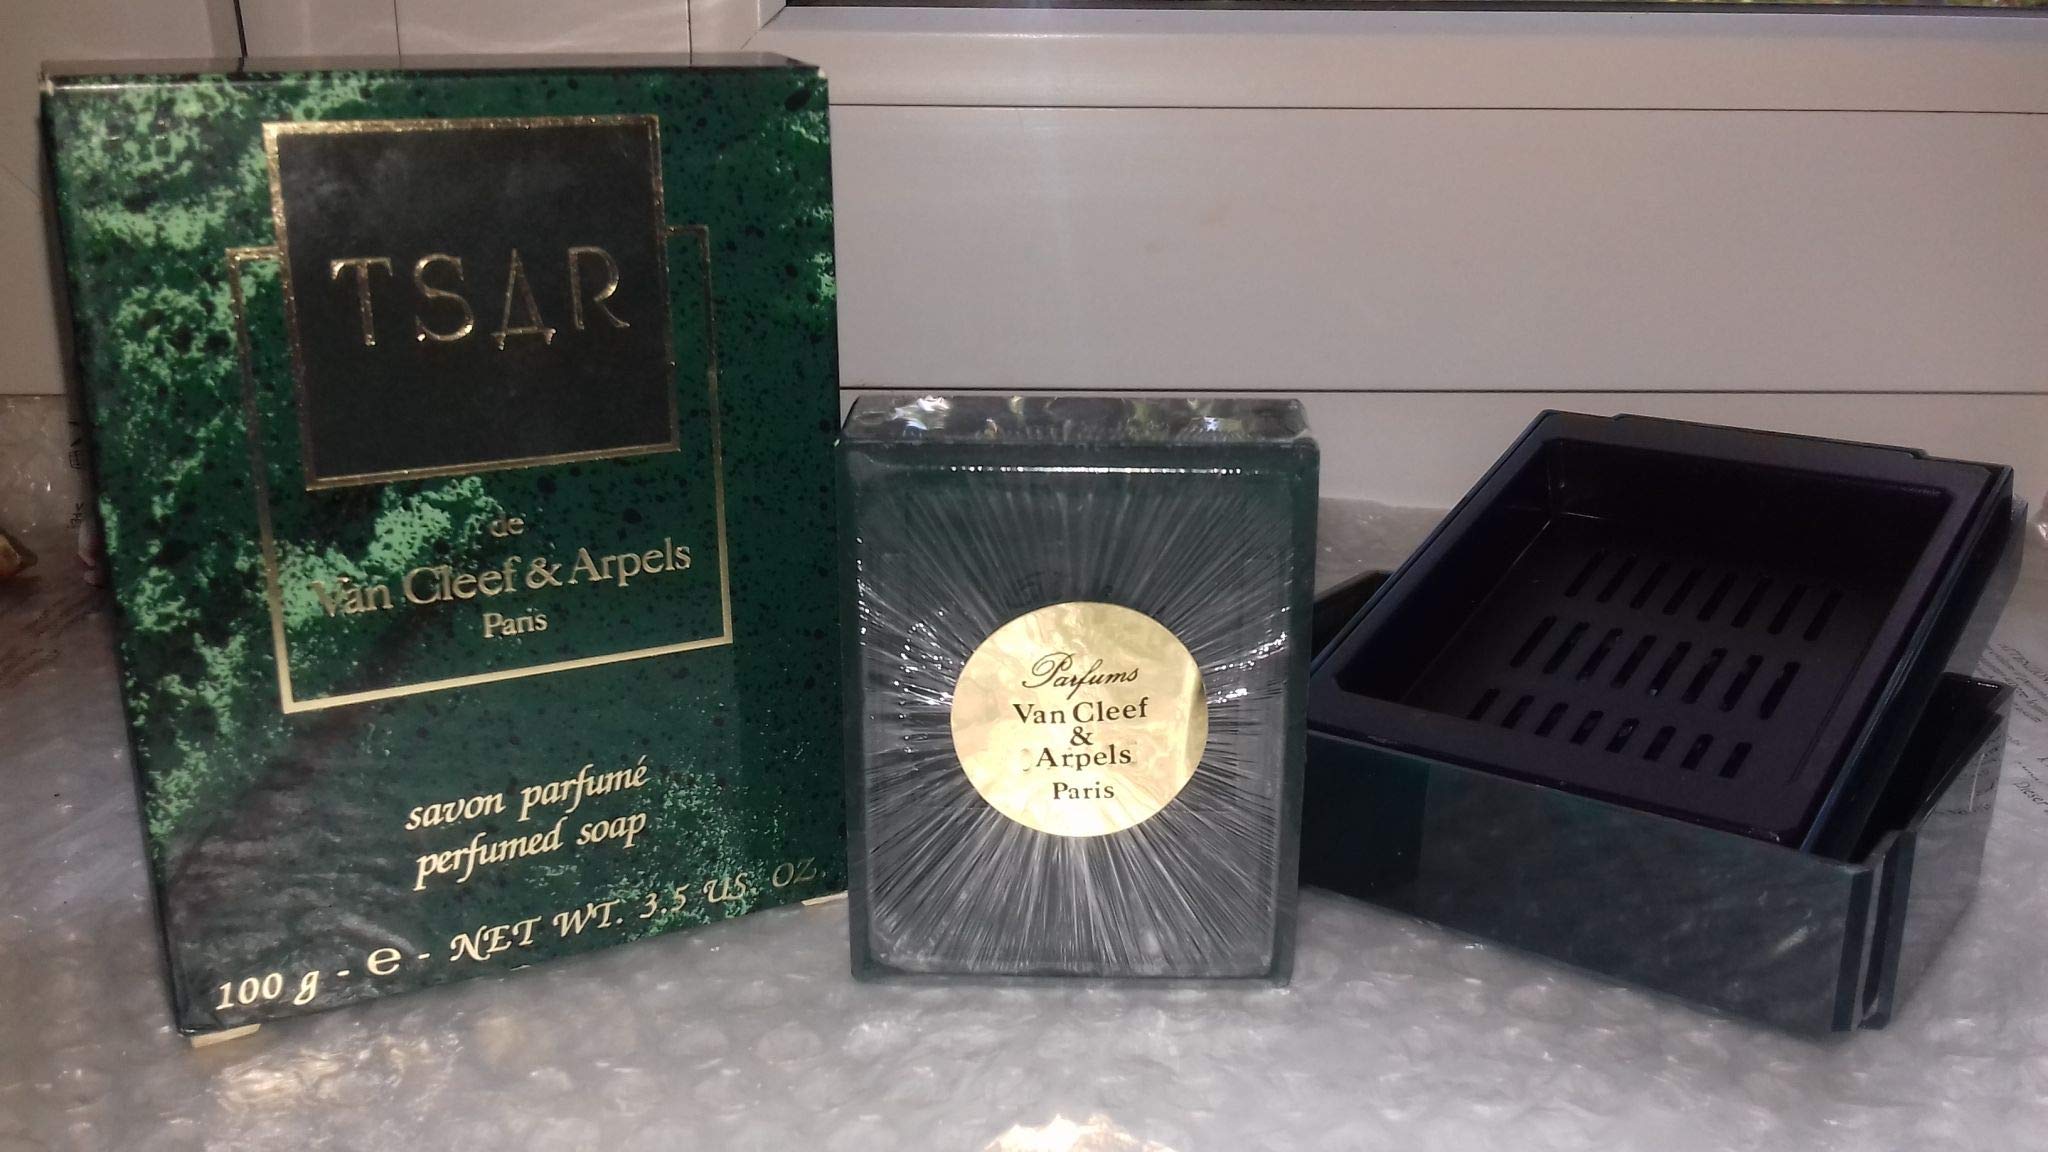 TSAR
de
Van Cleef & Arpels
Paris
savon parfumé
perfumed soap
100 g - e - NET WT. 3.5 US. OZ
Parfums
Van Cleef
&
Arpels
Paris